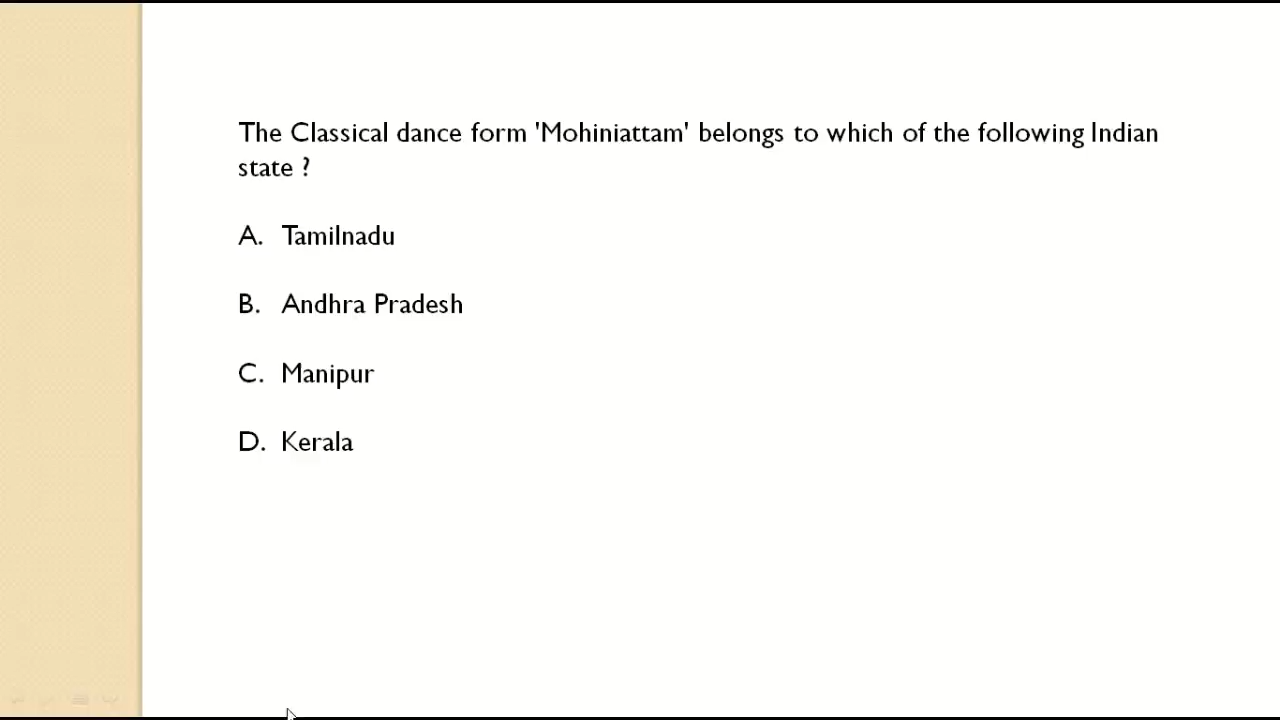 The Classical dance form 'Mohiniattam' belongs to which of the following Indian
state ?
A. Tamilnadu
B. Andhra Pradesh
C. Manipur
D. Kerala